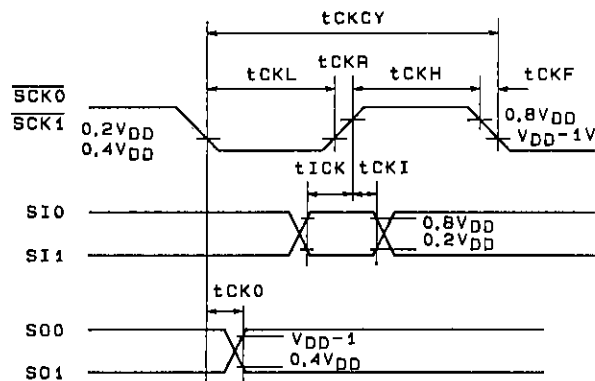 tCKCY
tCKL tCKR tCKH tCKF
SCK0
SCK1
0.2VDD
0.4VDD
0.8VDD
VDD-1V
tICK tCKI
SI0
SI1
0.8VDD
0.2VDD
tCKO
SO0
SO1
VDD-1
0.4VDD